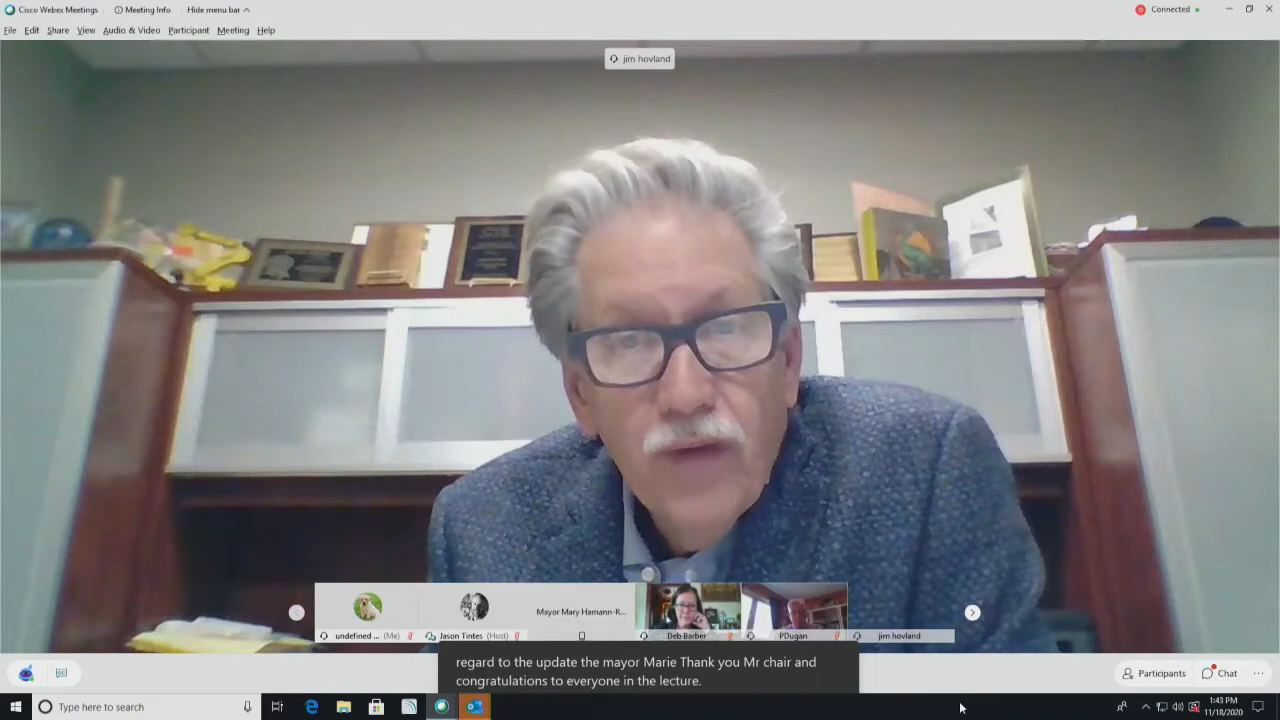 Cisco Webex Meetings Meeting Info Hide menu bar Connected
File Edit Share View Audio & Video Participant Meeting Help
jim hovland
Mayor Mary Hamann-R...
undefined ... (Me) Jason Tintes (Host) Deb Barber PDugan jim hovland
regard to the update the mayor Marie Thank you Mr chair and
congratulations to everyone in the lecture.
Participants Chat
Type here to search
1:43 PM
11/18/2020